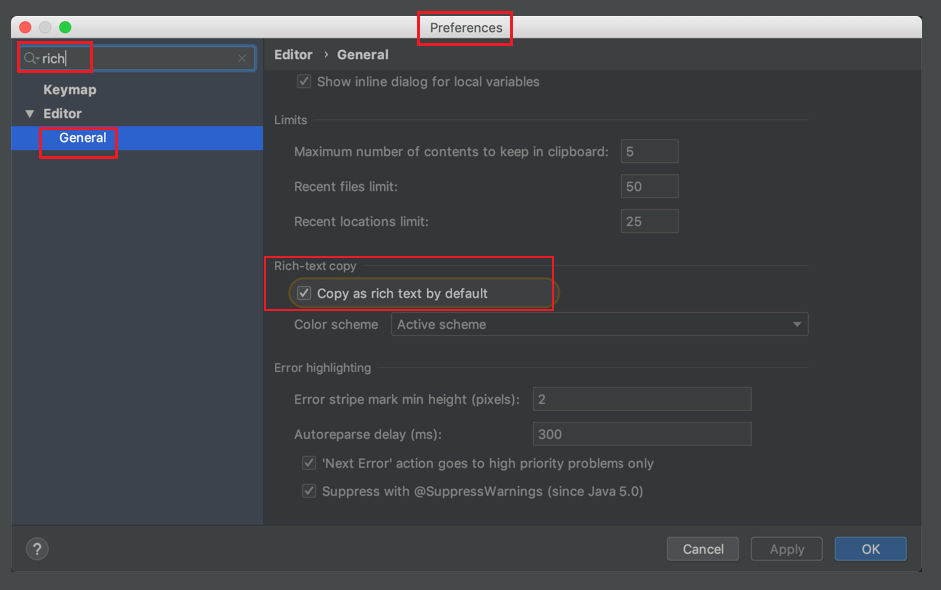 Preferences
rich
Editor › General
Show inline dialog for local variables
Keymap
Editor
General
Limits
Maximum number of contents to keep in clipboard: 5
Recent files limit: 50
Recent locations limit: 25
Rich-text copy
Copy as rich text by default
Color scheme Active scheme
Error highlighting
Error stripe mark min height (pixels): 2
Autoreparse delay (ms): 300
'Next Error' action goes to high priority problems only
Suppress with @SuppressWarnings (since Java 5.0)
? Cancel Apply OK